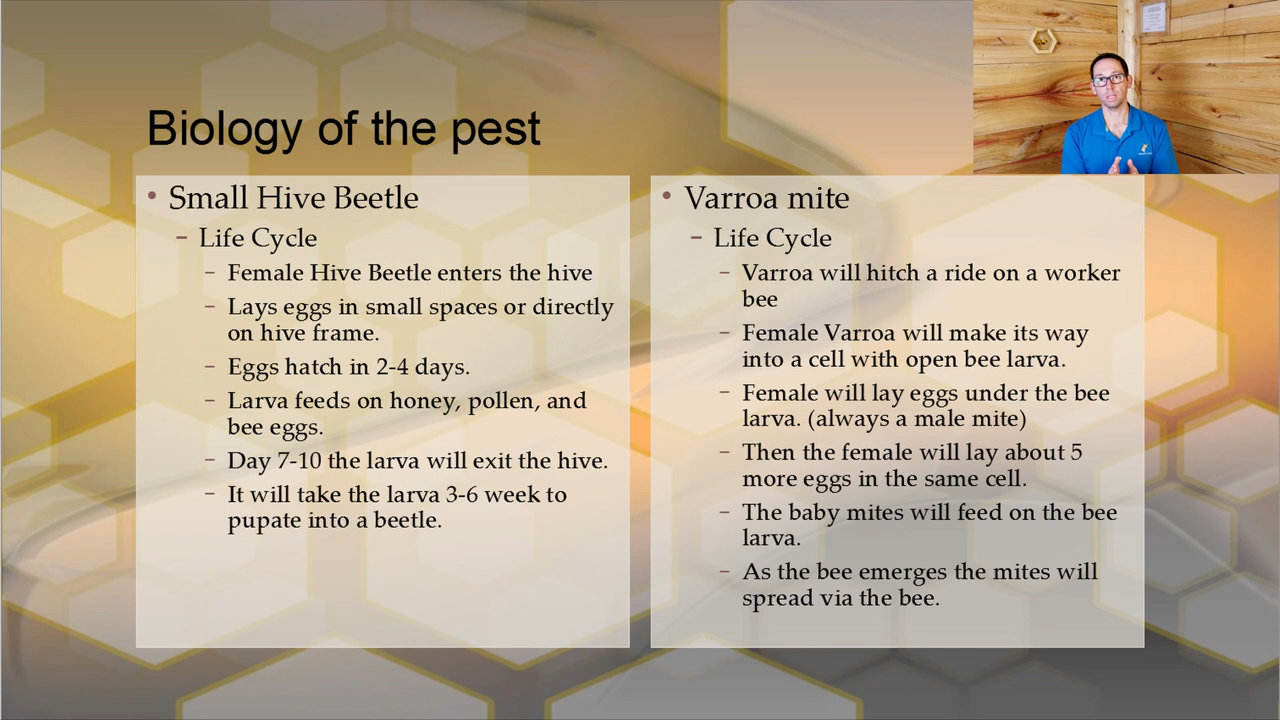 Biology of the pest
• Small Hive Beetle
– Life Cycle
– Female Hive Beetle enters the hive
– Lays eggs in small spaces or directly
on hive frame.
– Eggs hatch in 2-4 days.
– Larva feeds on honey, pollen, and
bee eggs.
– Day 7-10 the larva will exit the hive.
– It will take the larva 3-6 week to
pupate into a beetle.
• Varroa mite
– Life Cycle
– Varroa will hitch a ride on a worker
bee
– Female Varroa will make its way
into a cell with open bee larva.
– Female will lay eggs under the bee
larva. (always a male mite)
– Then the female will lay about 5
more eggs in the same cell.
– The baby mites will feed on the bee
larva.
– As the bee emerges the mites will
spread via the bee.